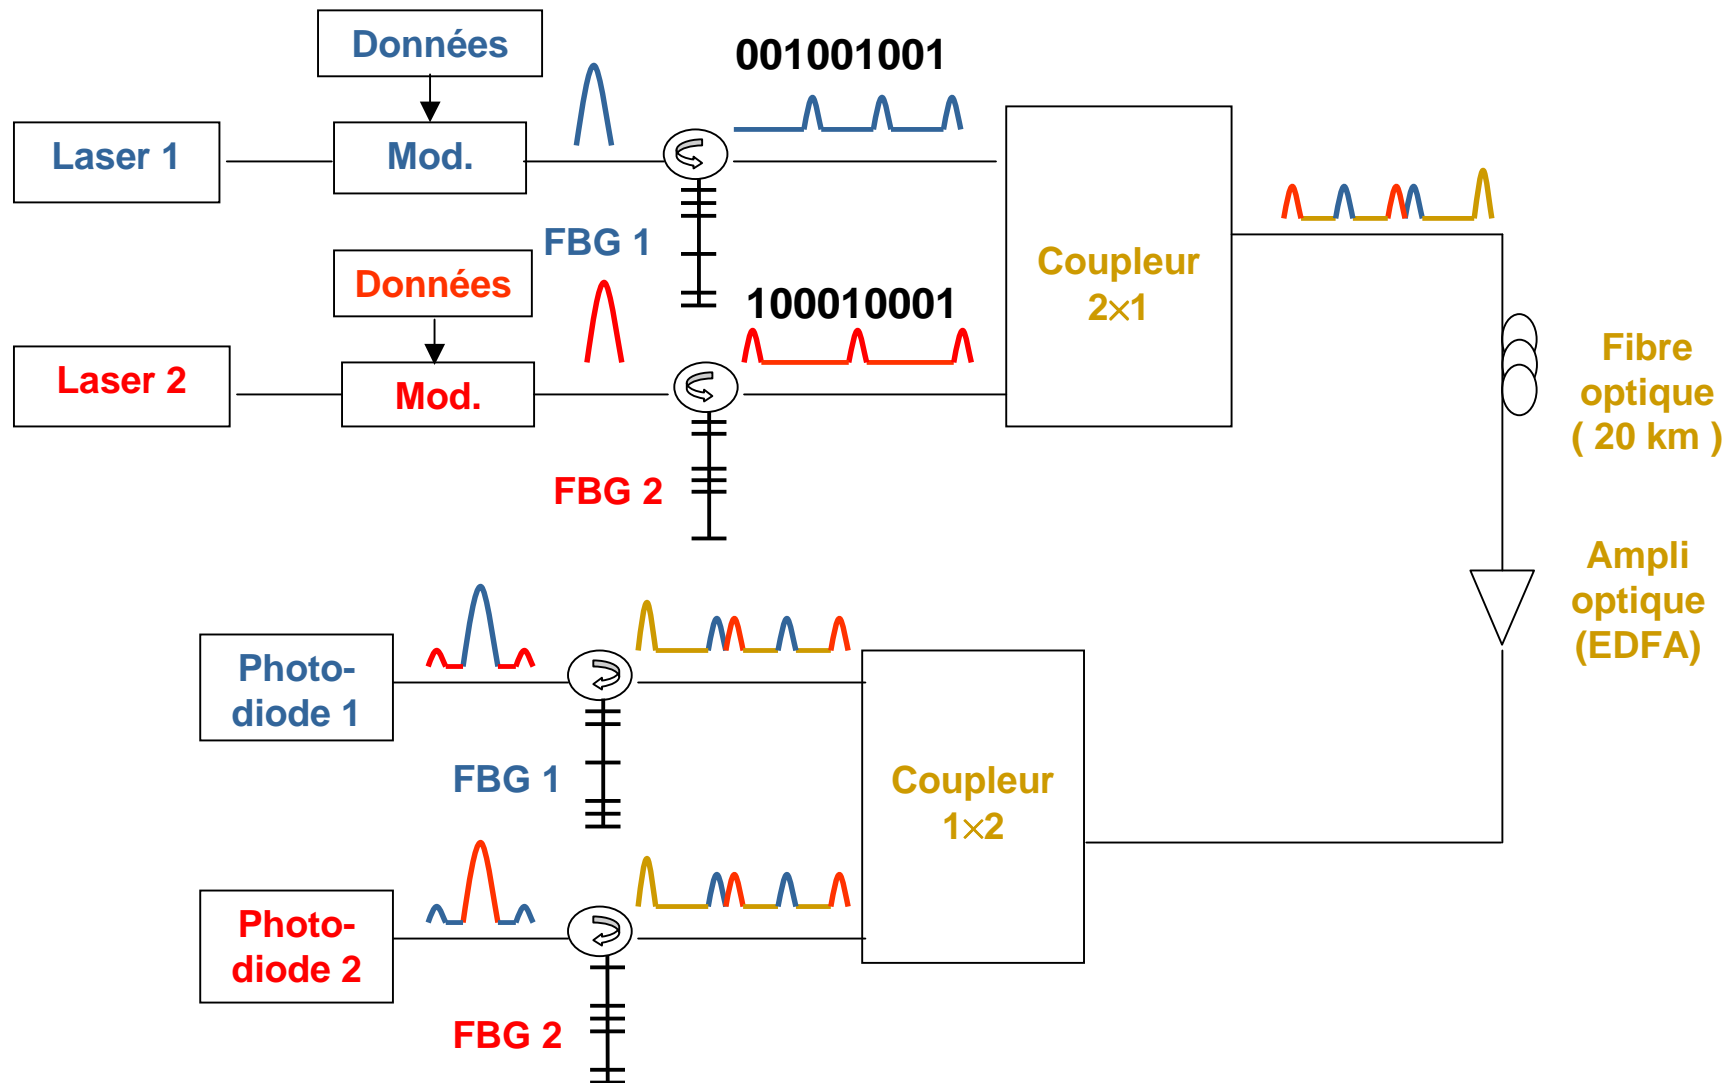 Données
001001001
Laser 1
Mod.
FBG 1
Données
100010001
Laser 2
Mod.
FBG 2
Coupleur
2×1
Fibre
optique
( 20 km )
Ampli
optique
(EDFA)
Photo-
diode 1
FBG 1
Coupleur
1×2
Photo-
diode 2
FBG 2